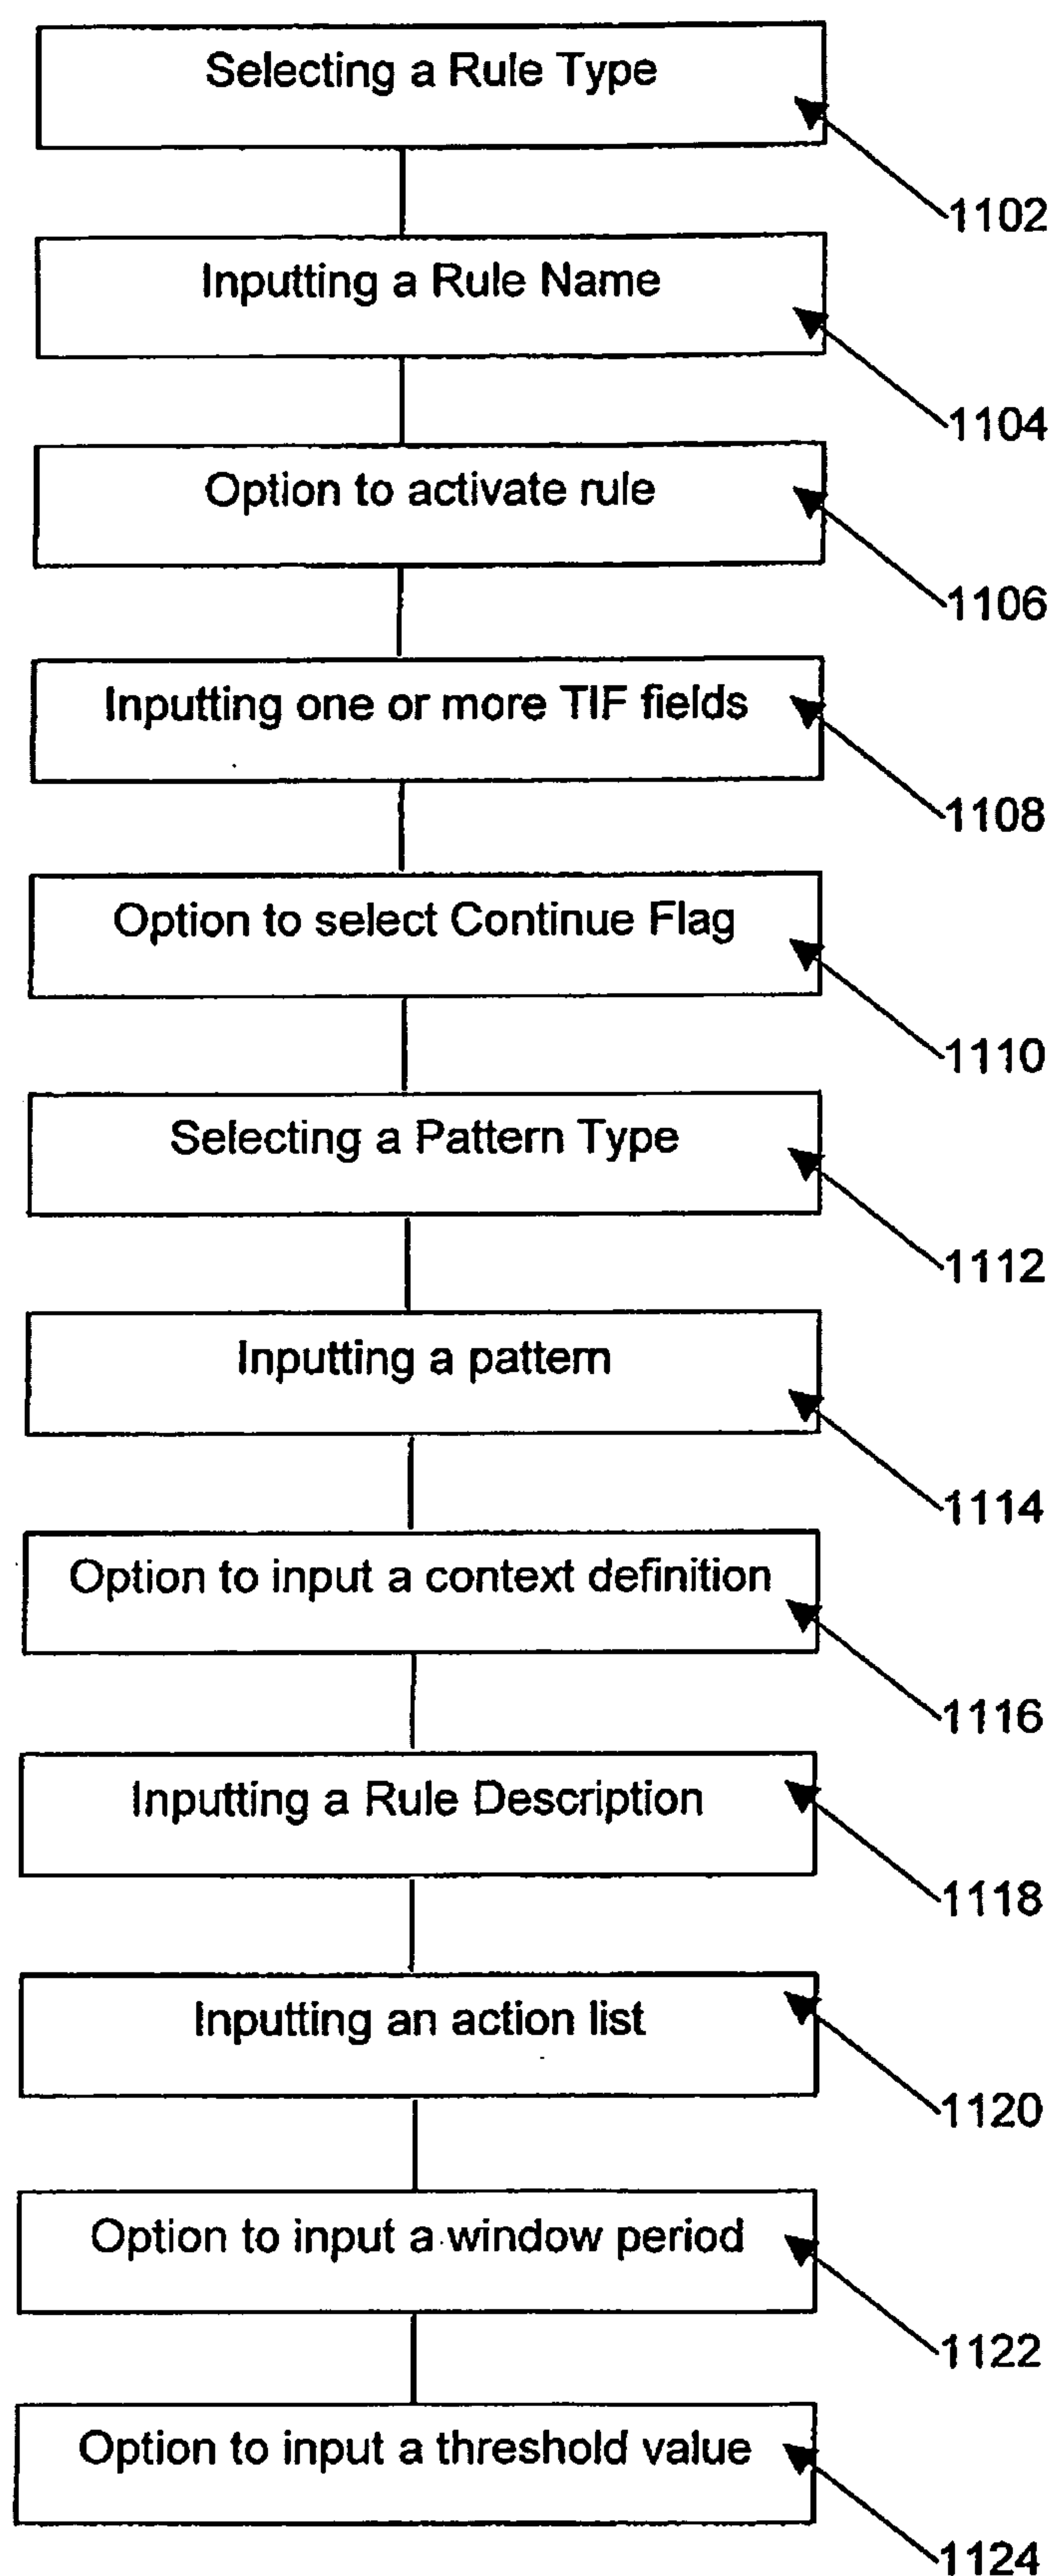 Selecting a Rule Type
1102
Inputting a Rule Name
1104
Option to activate rule
1106
Inputting one or more TIF fields
1108
Option to select Continue Flag
1110
Selecting a Pattern Type
1112
Inputting a pattern
1114
Option to input a context definition
1116
Inputting a Rule Description
1118
Inputting an action list
1120
Option to input a window period
1122
Option to input a threshold value
1124